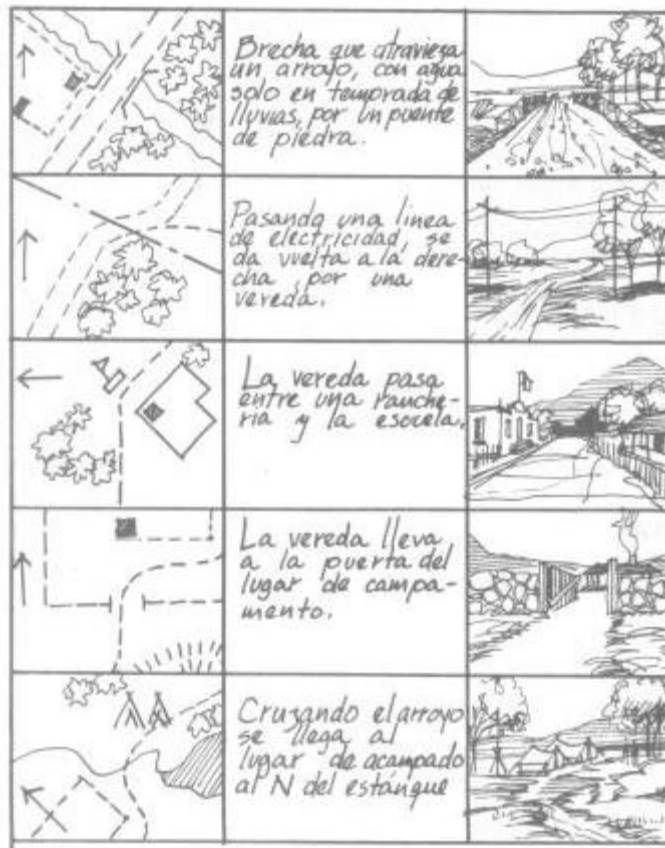 Brecha que atravieza
un arroyo, con agua
solo en temporada de
lluvias, por un puente
de piedra.
Pasando una linea
de electricidad, se
da vuelta a la dere-
cha por una
vereda.
La vereda pasa
entre una ranche-
ria y la escuela.
La vereda lleva
a la puerta del
lugar de campa-
mento.
Cruzando el arroyo
se llega al
lugar de acampado
al N del estánque